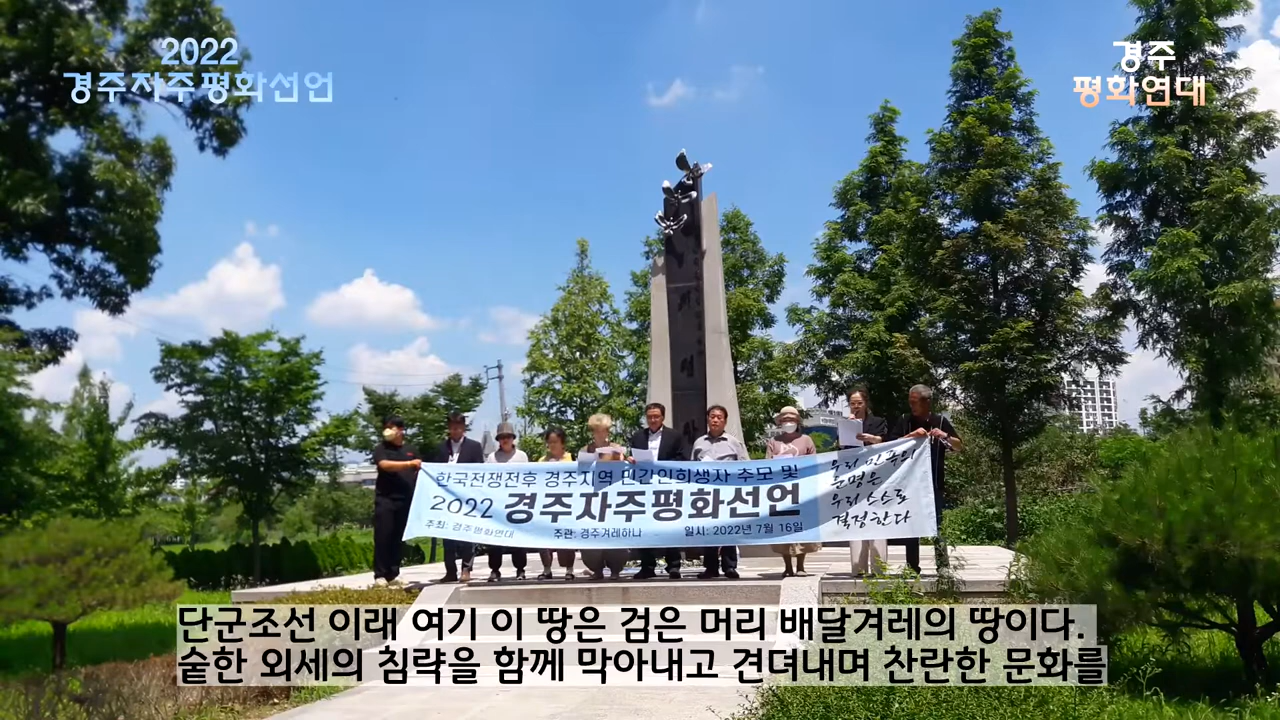 2022
경주자주평화선언
경주
평화연대
위령탑
한국전쟁전후 경주지역 민간인희생자 추모 및
2022 경주자주평화선언
주최: 경주평화연대 주관: 경주겨레하나 일시: 2022년 7월 16일
우리 민족의
운명은
우리 스스로
결정한다
단군조선 이래 여기 이 땅은 검은 머리 배달겨레의 땅이다.
숱한 외세의 침략을 함께 막아내고 견뎌내며 찬란한 문화를